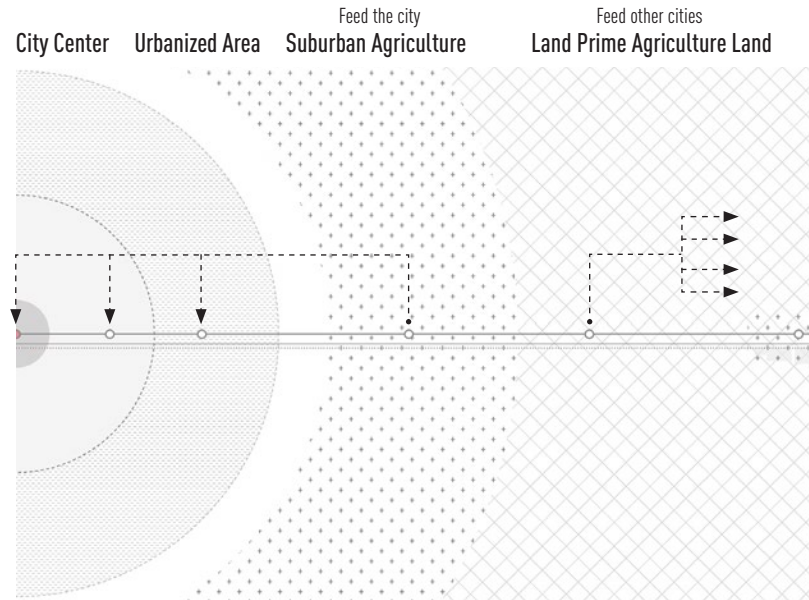 Feed the city
Feed other cities
City Center
Urbanized Area
Suburban Agriculture
Land Prime Agriculture Land